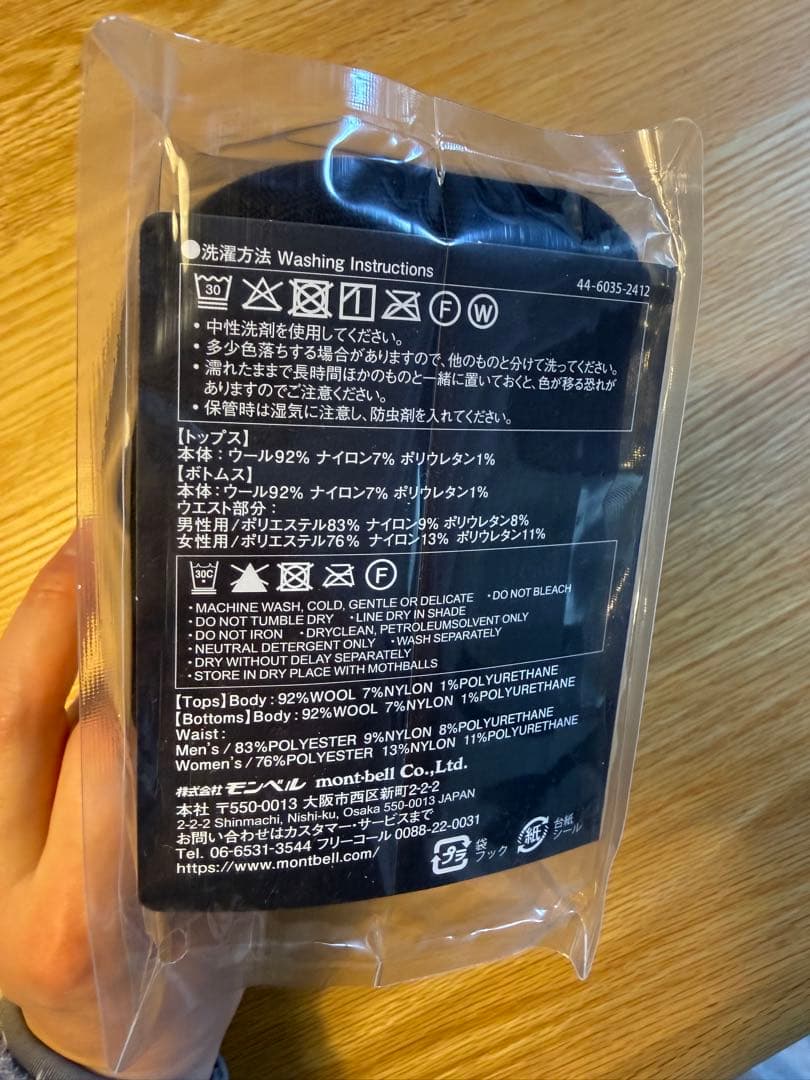 ●洗濯方法 Washing Instructions
44-6035-2412
30 F W
・中性洗剤を使用してください。
・多少色落ちする場合がありますので、他のものと分けて洗ってください。
・濡れたままで長時間ほかのものと一緒に置いておくと、色が移る恐れが
ありますのでご注意ください。
・保管時は湿気に注意し、防虫剤を入れてください。
【トップス】
本体：ウール92% ナイロン7% ポリウレタン1%
【ボトムス】
本体：ウール92% ナイロン7% ポリウレタン1%
ウエスト部分：
男性用/ポリエステル83% ナイロン9% ポリウレタン8%
女性用/ポリエステル76% ナイロン13% ポリウレタン11%
30C F
・MACHINE WASH, COLD, GENTLE OR DELICATE ・DO NOT BLEACH
・DO NOT TUMBLE DRY ・LINE DRY IN SHADE
・DO NOT IRON ・DRYCLEAN, PETROLEUMSOLVENT ONLY
・NEUTRAL DETERGENT ONLY ・WASH SEPARATELY
・DRY WITHOUT DELAY SEPARATELY
・STORE IN DRY PLACE WITH MOTHBALLS
【Tops】Body : 92%WOOL 7%NYLON 1%POLYURETHANE
【Bottoms】Body : 92%WOOL 7%NYLON 1%POLYURETHANE
Waist :
Men's / 83%POLYESTER 9%NYLON 8%POLYURETHANE
Women's / 76%POLYESTER 13%NYLON 11%POLYURETHANE
株式会社モンベル mont-bell Co.,Ltd.
本社 〒550-0013 大阪市西区新町2-2-2
2-2-2 Shinmachi, Nishi-ku, Osaka 550-0013 JAPAN
お問い合わせはカスタマー・サービスまで
Tel. 06-6531-3544 フリーコール 0088-22-0031
https://www.montbell.com/
プラ 袋 フック
紙 台紙 シール